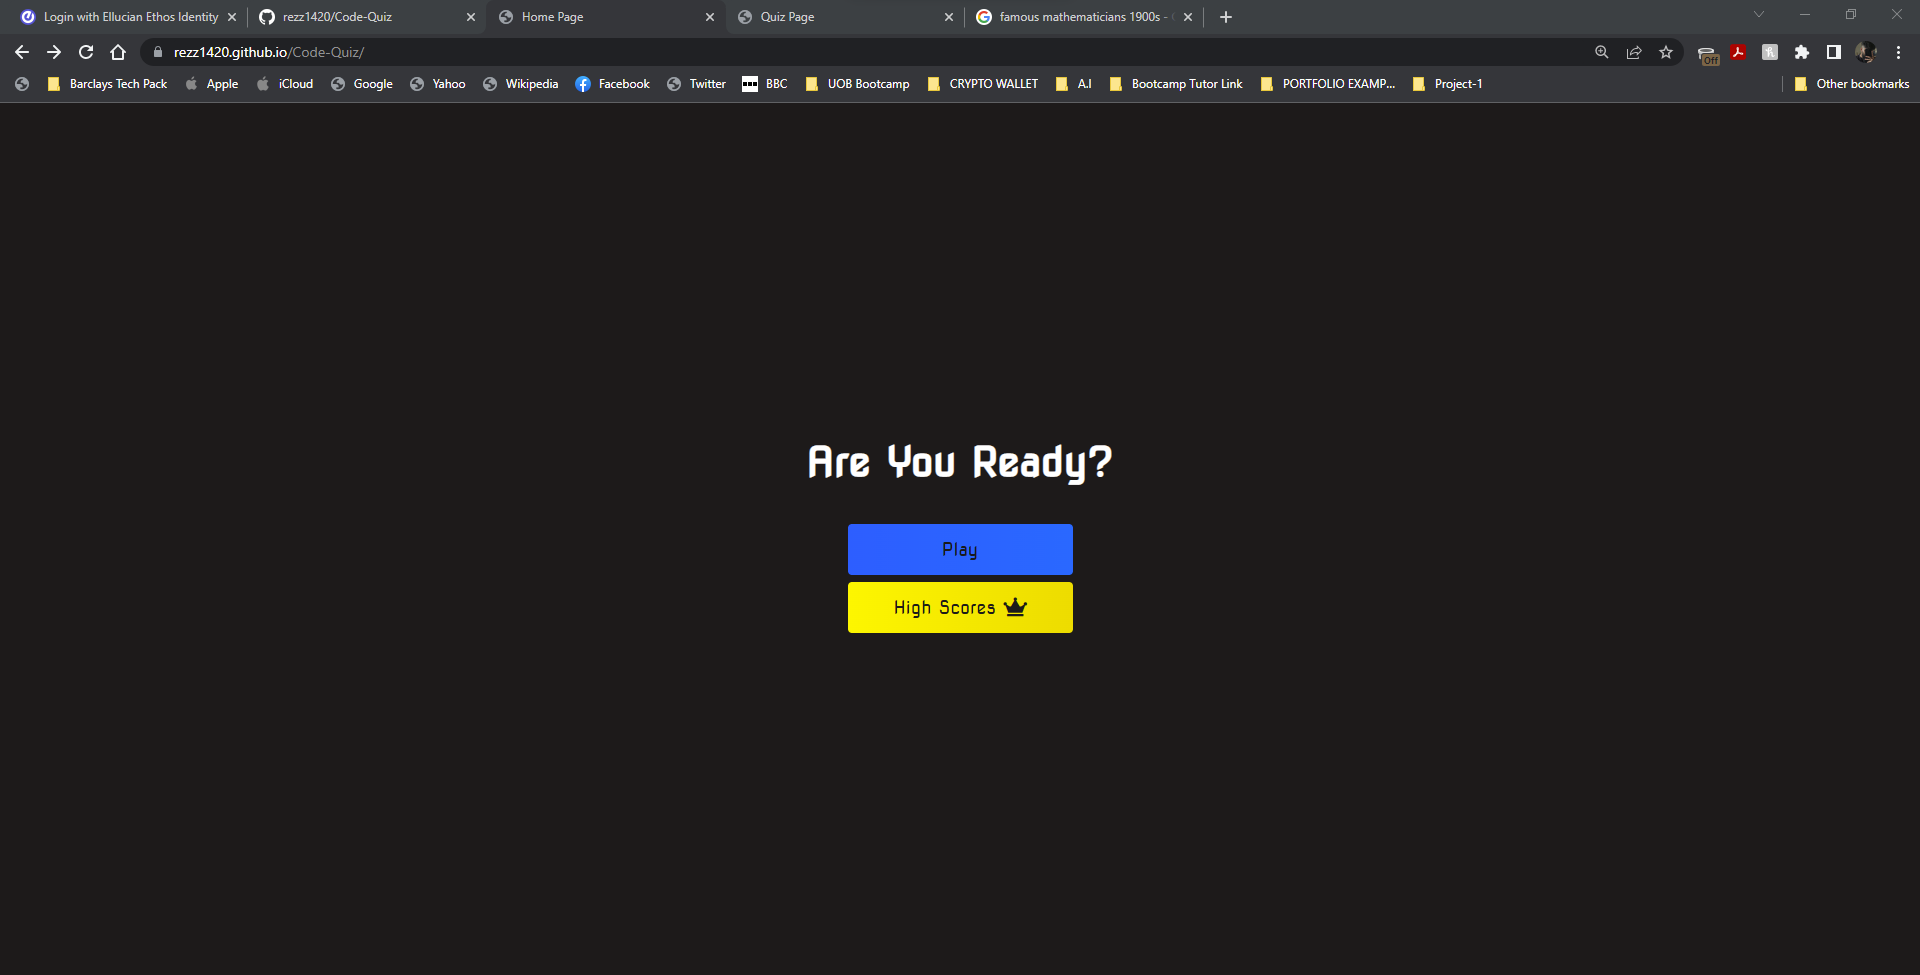 Login with Ellucian Ethos Identity
rezz1420/Code-Quiz
Home Page
Quiz Page
famous mathematicians 1900s -
rezz1420.github.io/Code-Quiz/
Off
Barclays Tech Pack
Apple
iCloud
Google
Yahoo
Wikipedia
Facebook
Twitter
BBC
UOB Bootcamp
CRYPTO WALLET
A.I
Bootcamp Tutor Link
PORTFOLIO EXAMP...
Project-1
Other bookmarks
Are You Ready?
Play
High Scores